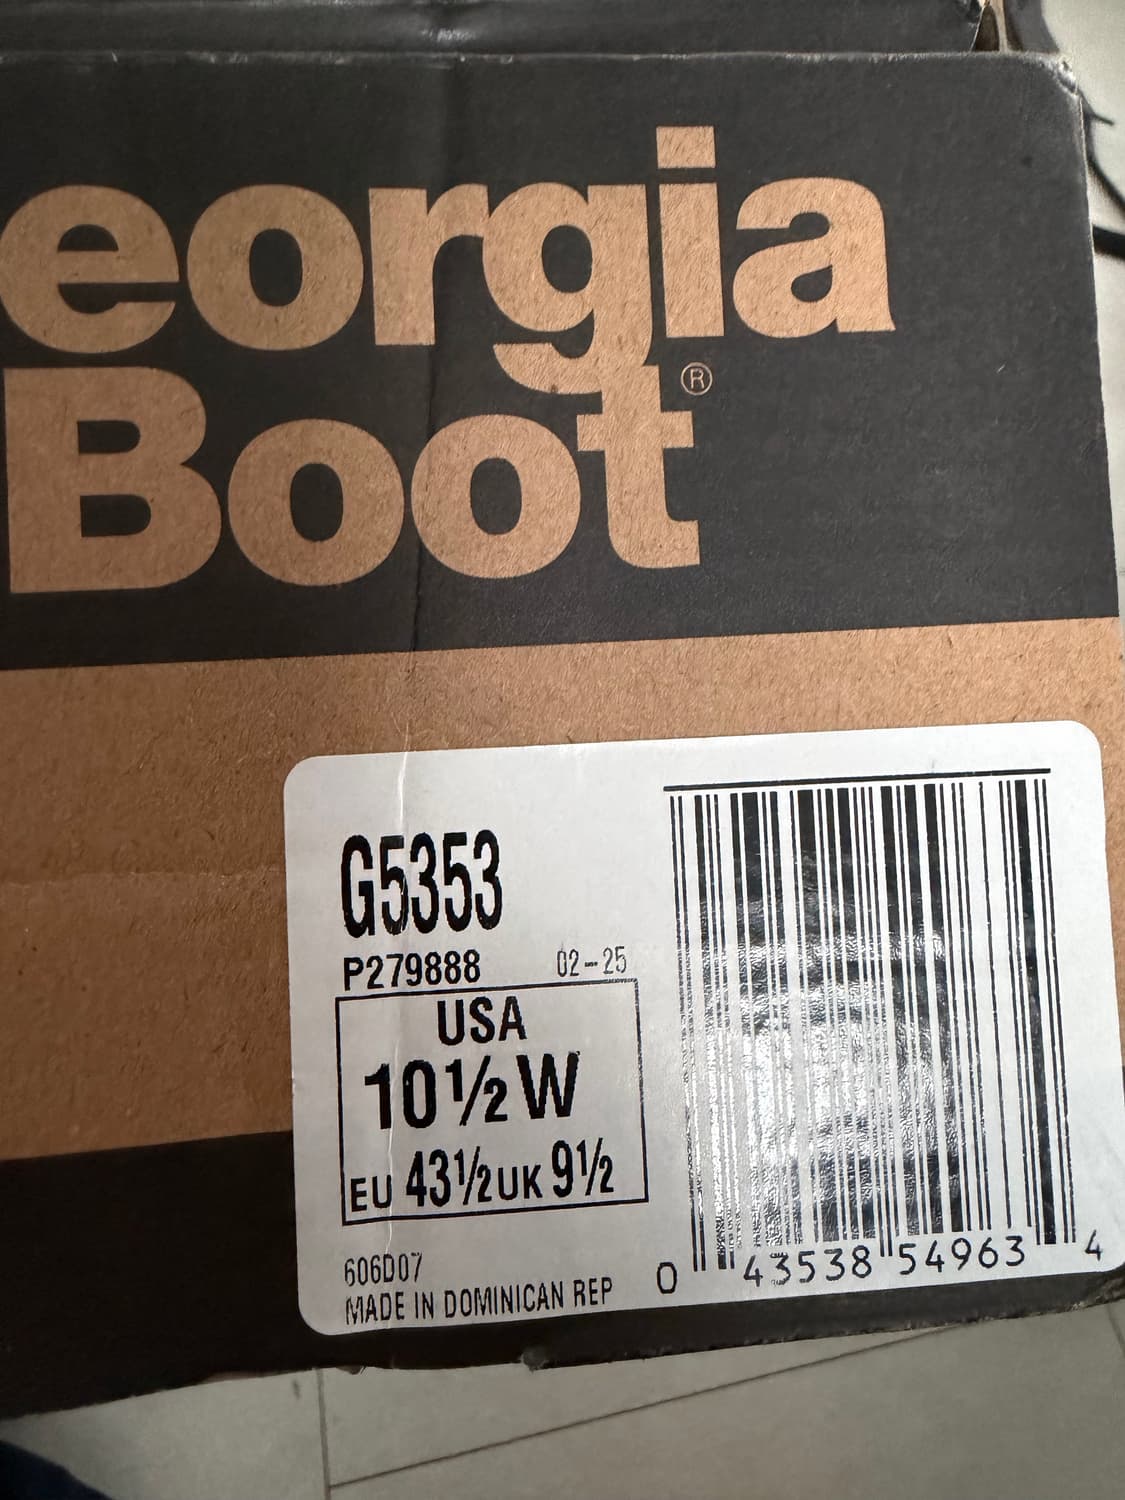 eorgia
Boot®
G5353
P279888 02-25
USA
10½ W
EU 43½ UK 9½
606D07
MADE IN DOMINICAN REP
0 43538 54963 4